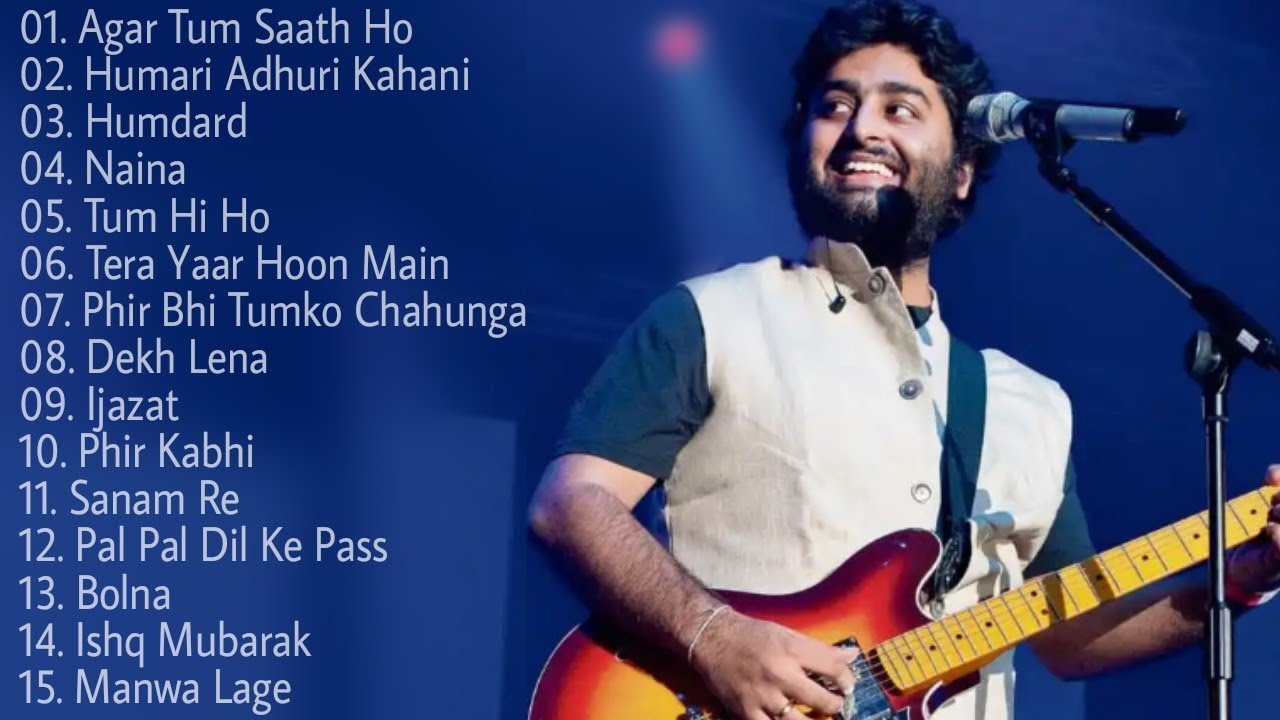 01. Agar Tum Saath Ho
02. Humari Adhuri Kahani
03. Humdard
04. Naina
05. Tum Hi Ho
06. Tera Yaar Hoon Main
07. Phir Bhi Tumko Chahunga
08. Dekh Lena
09. Ijazat
10. Phir Kabhi
11. Sanam Re
12. Pal Pal Dil Ke Pass
13. Bolna
14. Ishq Mubarak
15. Manwa Lage